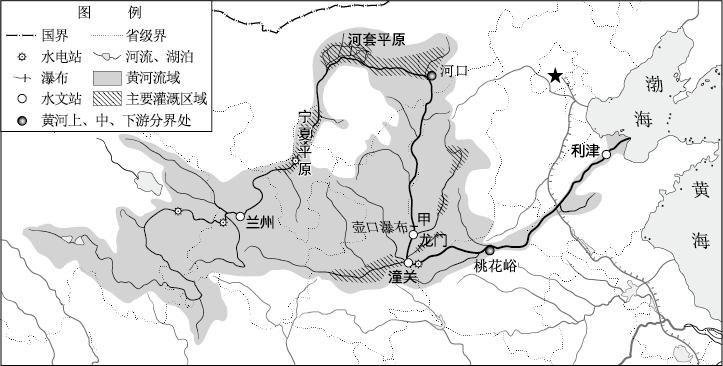 图 例
国界 省级界
水电站 河流、湖泊
瀑布 黄河流域
水文站 主要灌溉区域
黄河上、中、下游分界处
河套平原
河口
宁夏平原
渤海
利津
黄海
兰州
甲
壶口瀑布
龙门
潼关
桃花峪